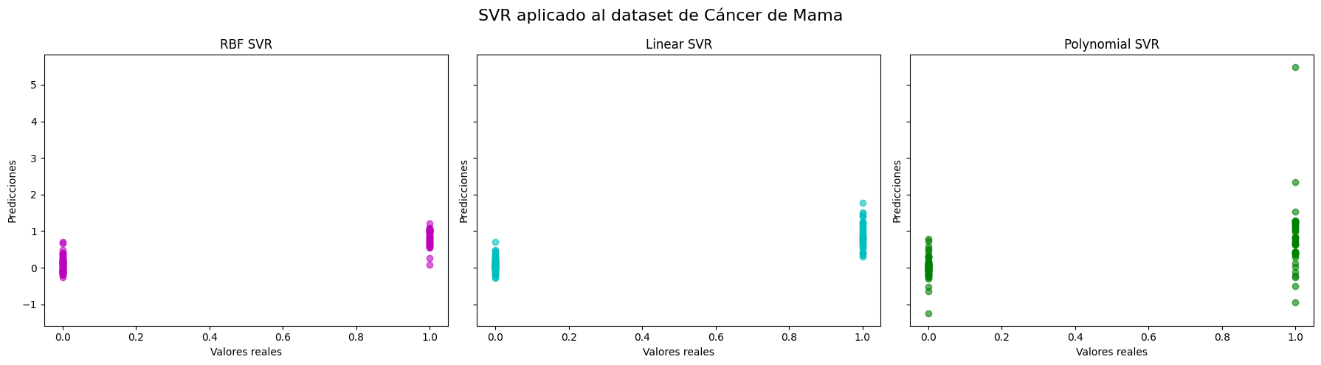 SVR aplicado al dataset de Cáncer de Mama
RBF SVR
Linear SVR
Polynomial SVR
Predicciones
5
4
3
2
1
0
−1
0.0 0.2 0.4 0.6 0.8 1.0
Valores reales
Predicciones
0.0 0.2 0.4 0.6 0.8 1.0
Valores reales
Predicciones
0.0 0.2 0.4 0.6 0.8 1.0
Valores reales